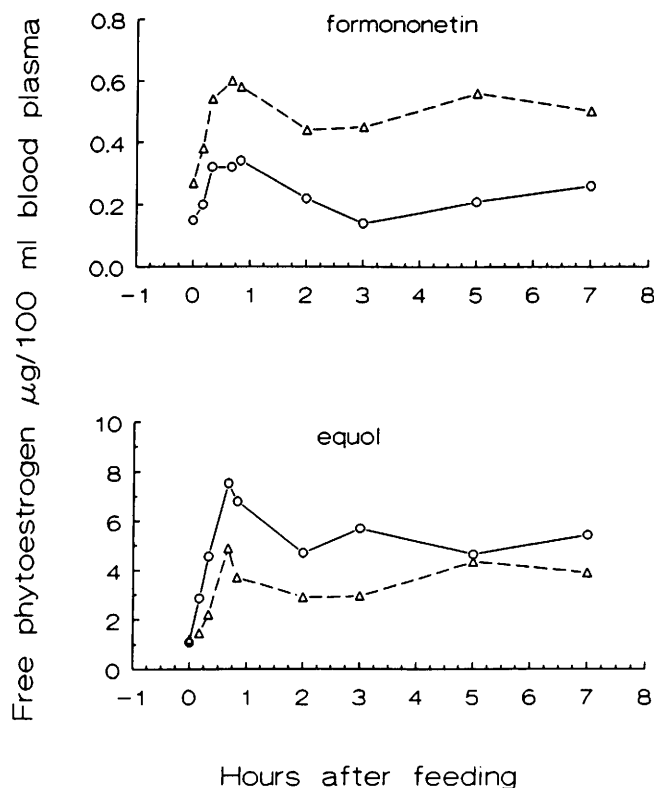 formononetin
0.8
0.6
0.4
0.2
0.0
−1 0 1 2 3 4 5 6 7 8
Free phytoestrogen µg/100 ml blood plasma
equol
10
8
6
4
2
0
−1 0 1 2 3 4 5 6 7 8
Hours after feeding